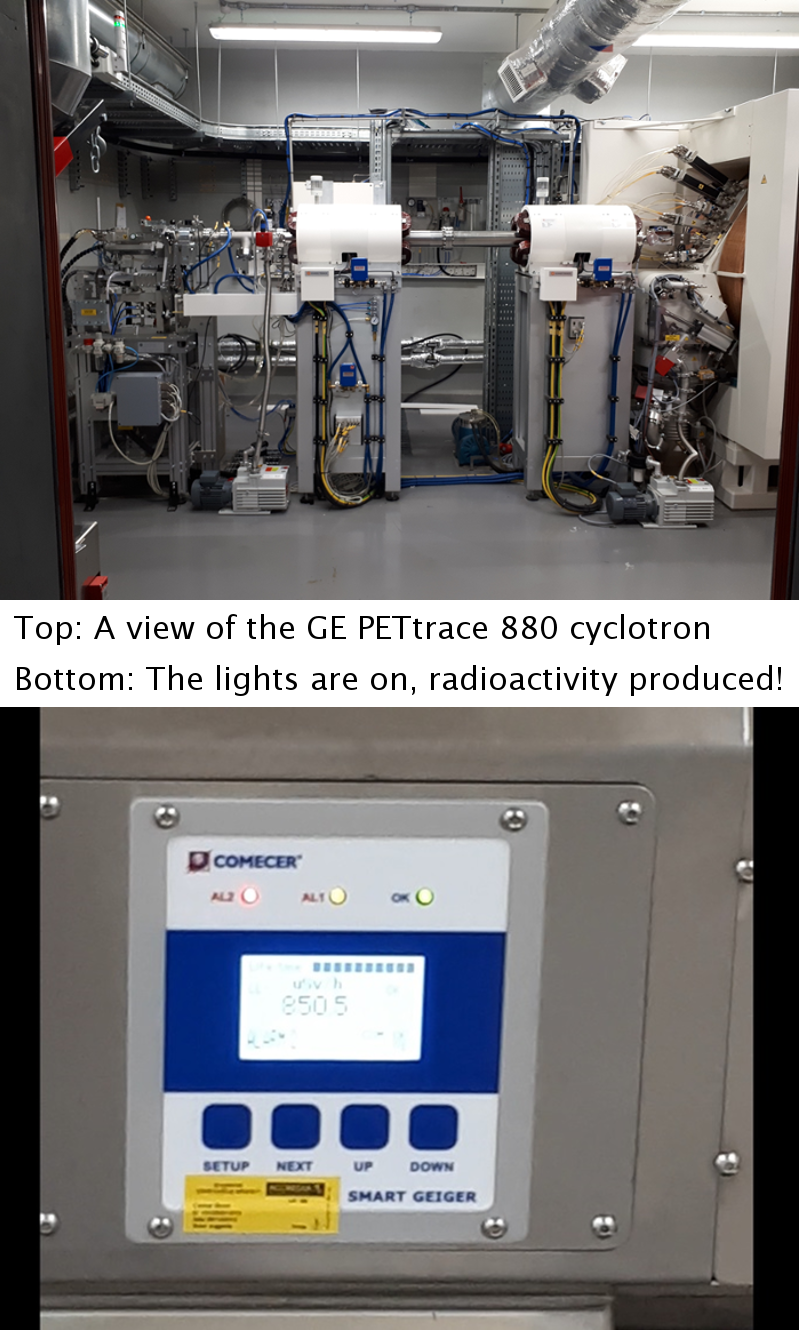 Top: A view of the GE PETtrace 880 cyclotron
Bottom: The lights are on, radioactivity produced!
COMECER
AL2 AL1 OK
uSv/h
850.5
SETUP NEXT UP DOWN
SMART GEIGER